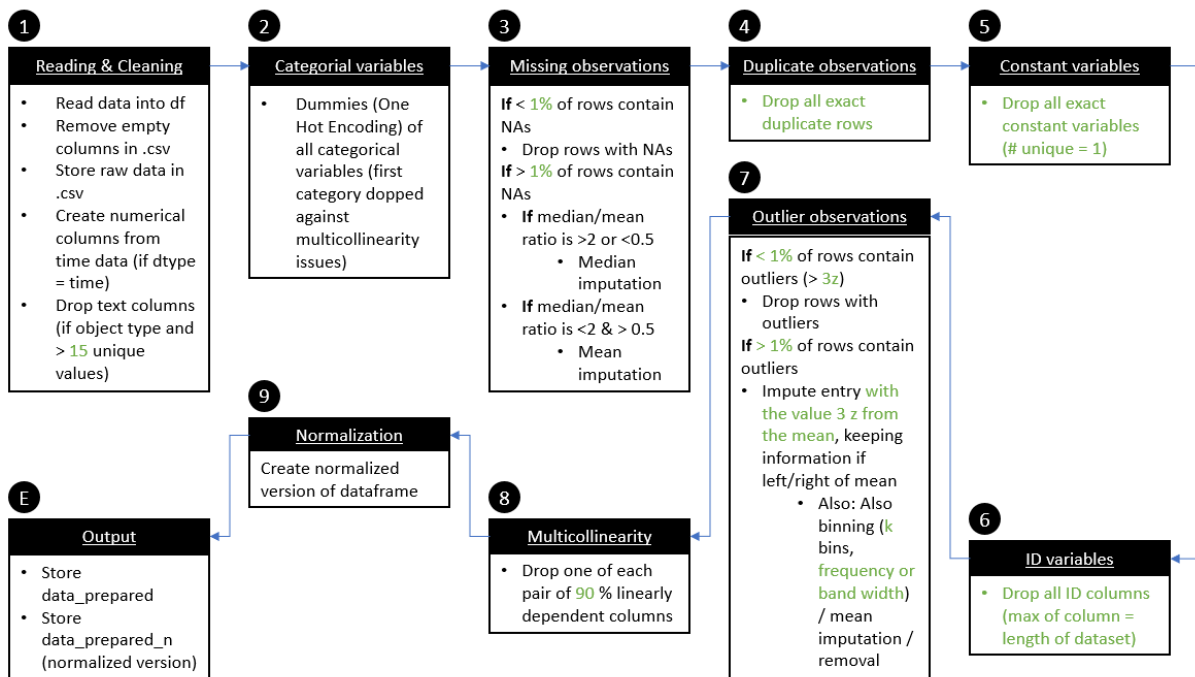 1
Reading & Cleaning
• Read data into df
• Remove empty
columns in .csv
• Store raw data in
.csv
• Create numerical
columns from
time data (if dtype
= time)
• Drop text columns
(if object type and
> 15 unique
values)
2
Categorial variables
• Dummies (One
Hot Encoding) of
all categorical
variables (first
category dopped
against
multicollinearity
issues)
3
Missing observations
If < 1% of rows contain
NAs
• Drop rows with NAs
If > 1% of rows contain
NAs
• If median/mean
ratio is >2 or <0.5
• Median
imputation
• If median/mean
ratio is <2 & > 0.5
• Mean
imputation
4
Duplicate observations
• Drop all exact
duplicate rows
5
Constant variables
• Drop all exact
constant variables
(# unique = 1)
6
ID variables
• Drop all ID columns
(max of column =
length of dataset)
7
Outlier observations
If < 1% of rows contain
outliers (> 3z)
• Drop rows with
outliers
If > 1% of rows contain
outliers
• Impute entry with
the value 3 z from
the mean, keeping
information if
left/right of mean
• Also: Also
binning (k
bins,
frequency or
band width)
/ mean
imputation /
removal
8
Multicollinearity
• Drop one of each
pair of 90 % linearly
dependent columns
9
Normalization
Create normalized
version of dataframe
E
Output
• Store
data_prepared
• Store
data_prepared_n
(normalized version)